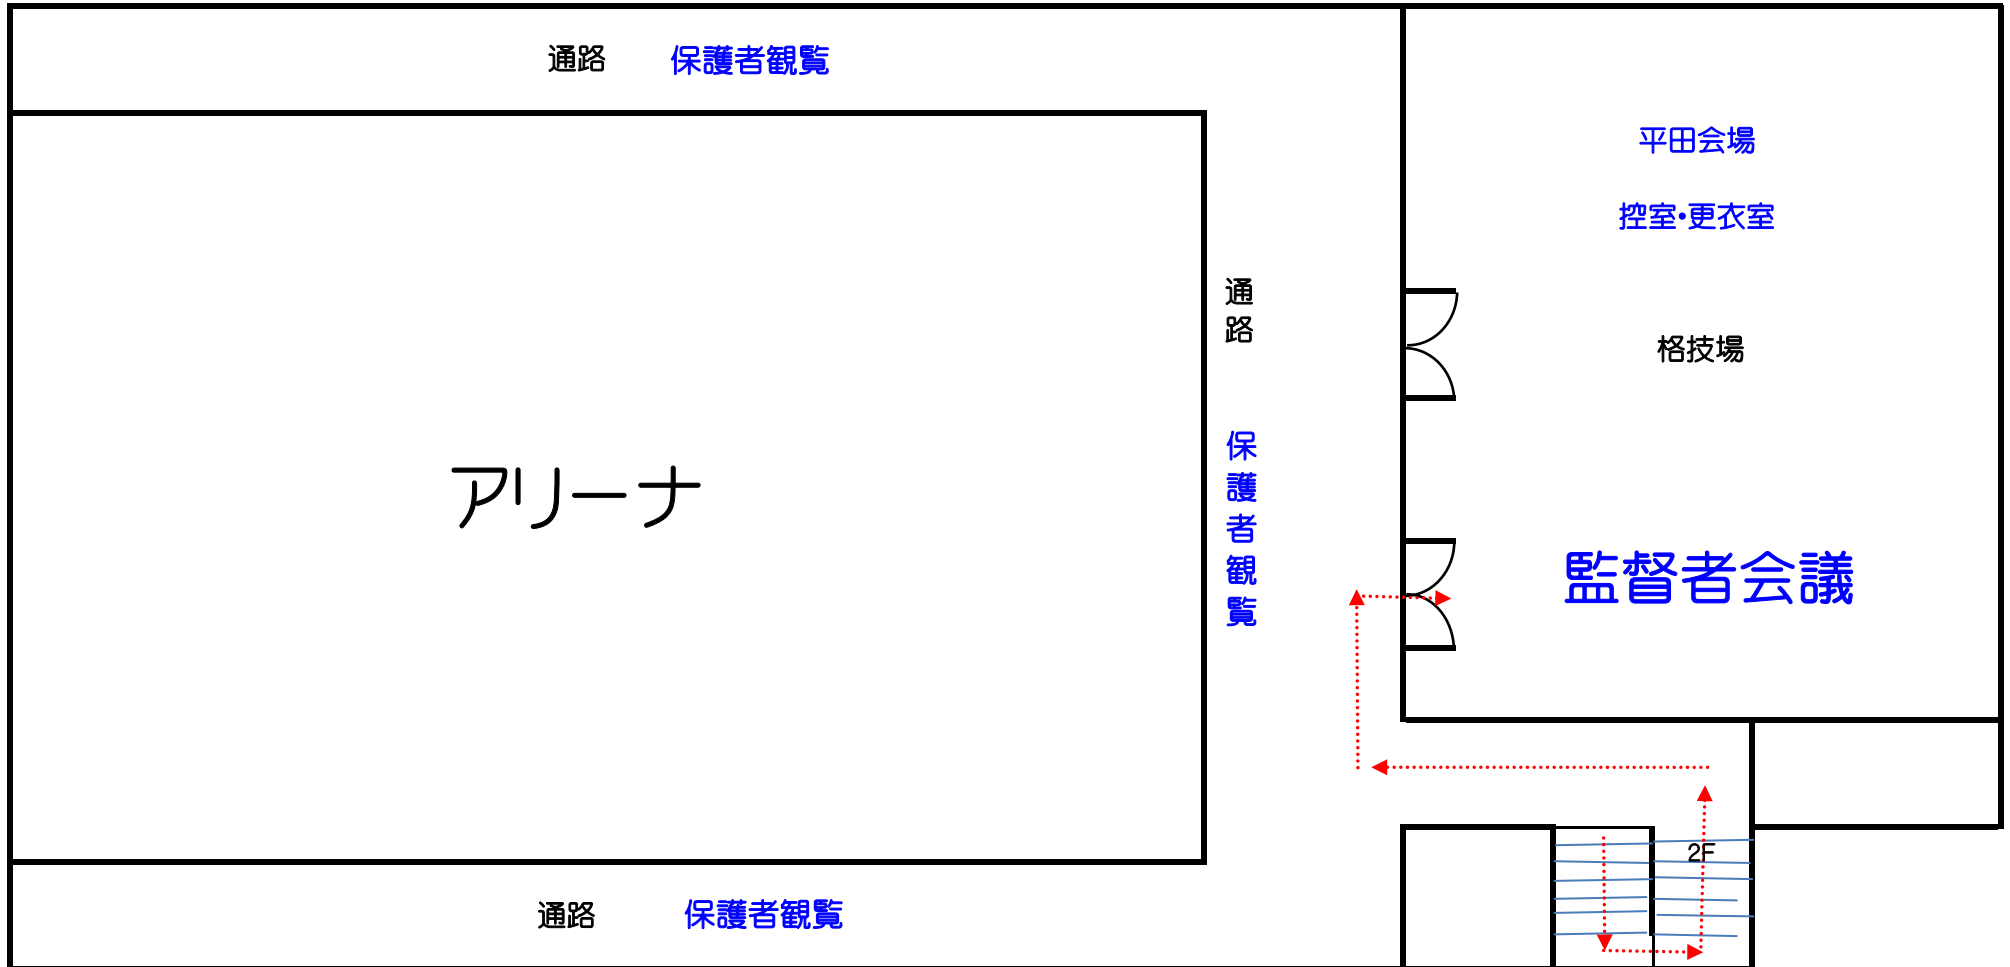 通路 保護者観覧
平田会場
控室・更衣室
通路
保護者観覧
格技場
アリーナ
監督者会議
2F
通路 保護者観覧